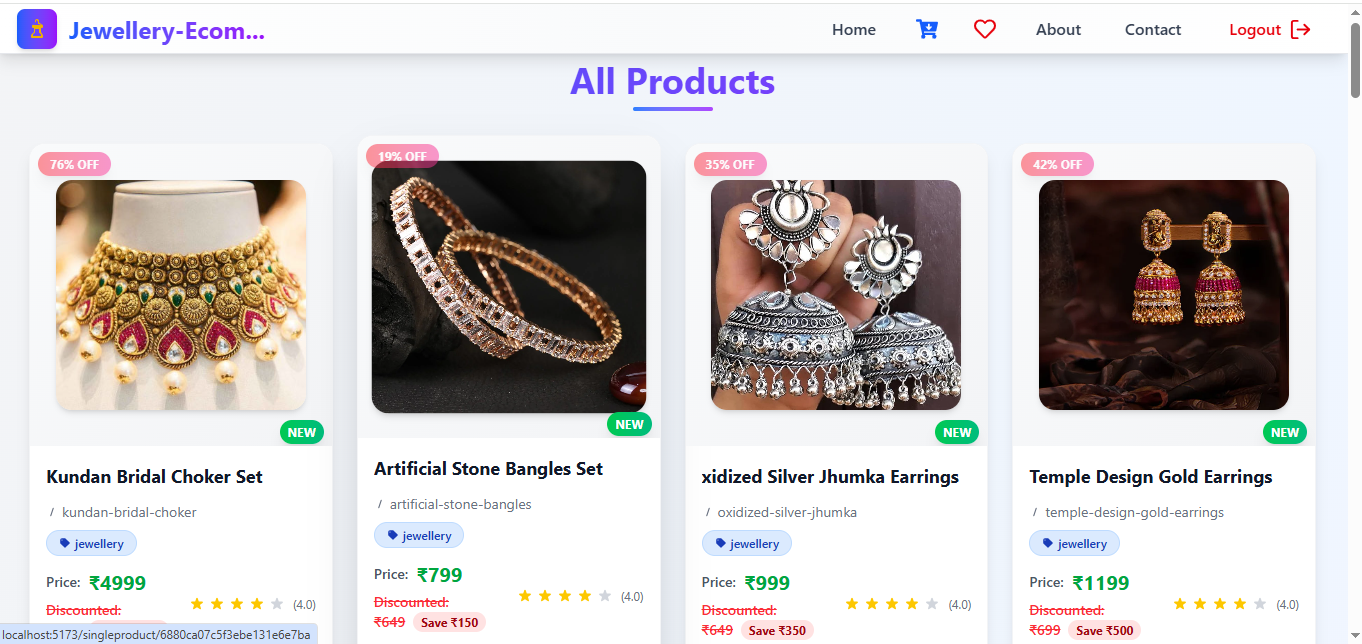 Jewellery-Ecom...
Home
About
Contact
Logout
All Products
76% OFF
NEW
Kundan Bridal Choker Set
/ kundan-bridal-choker
jewellery
Price: ₹4999
Discounted:
(4.0)
19% OFF
NEW
Artificial Stone Bangles Set
/ artificial-stone-bangles
jewellery
Price: ₹799
Discounted:
₹649 Save ₹150
(4.0)
35% OFF
NEW
xidized Silver Jhumka Earrings
/ oxidized-silver-jhumka
jewellery
Price: ₹999
Discounted:
₹649 Save ₹350
(4.0)
42% OFF
NEW
Temple Design Gold Earrings
/ temple-design-gold-earrings
jewellery
Price: ₹1199
Discounted:
₹699 Save ₹500
(4.0)
localhost:5173/singleproduct/6880ca07c5f3ebe131e6e7ba